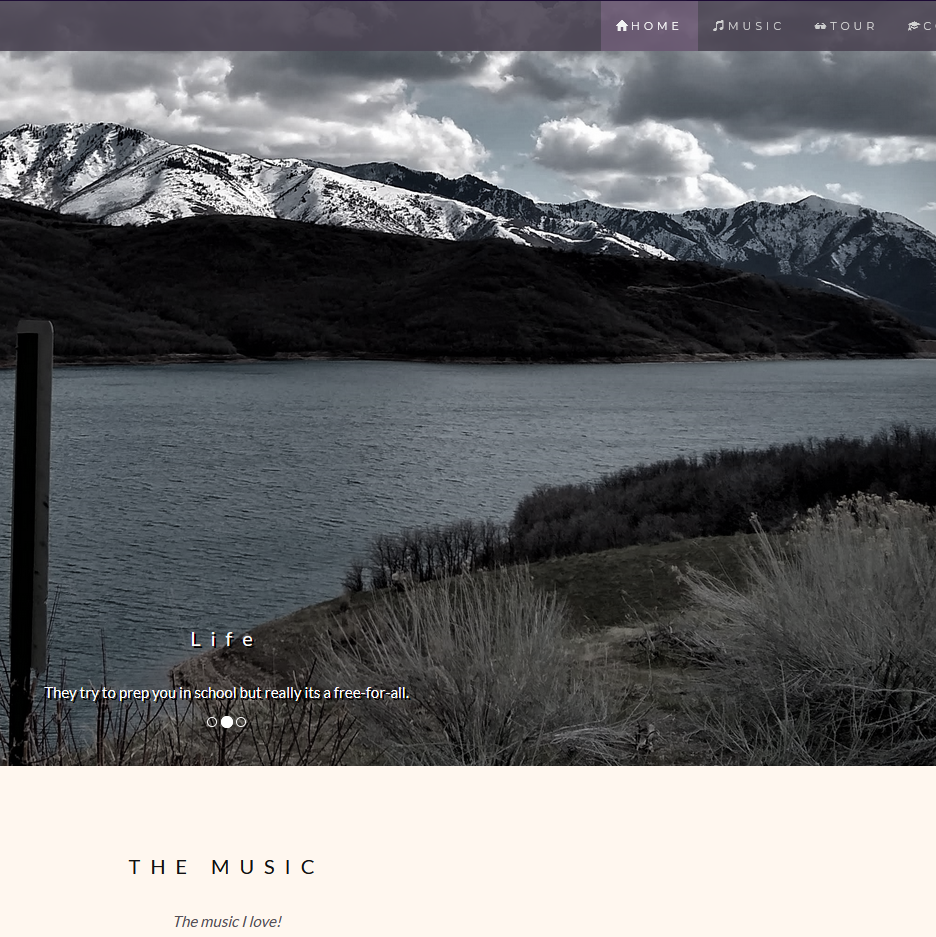 HOME MUSIC TOUR
Life
They try to prep you in school but really its a free-for-all.
THE MUSIC
The music I love!